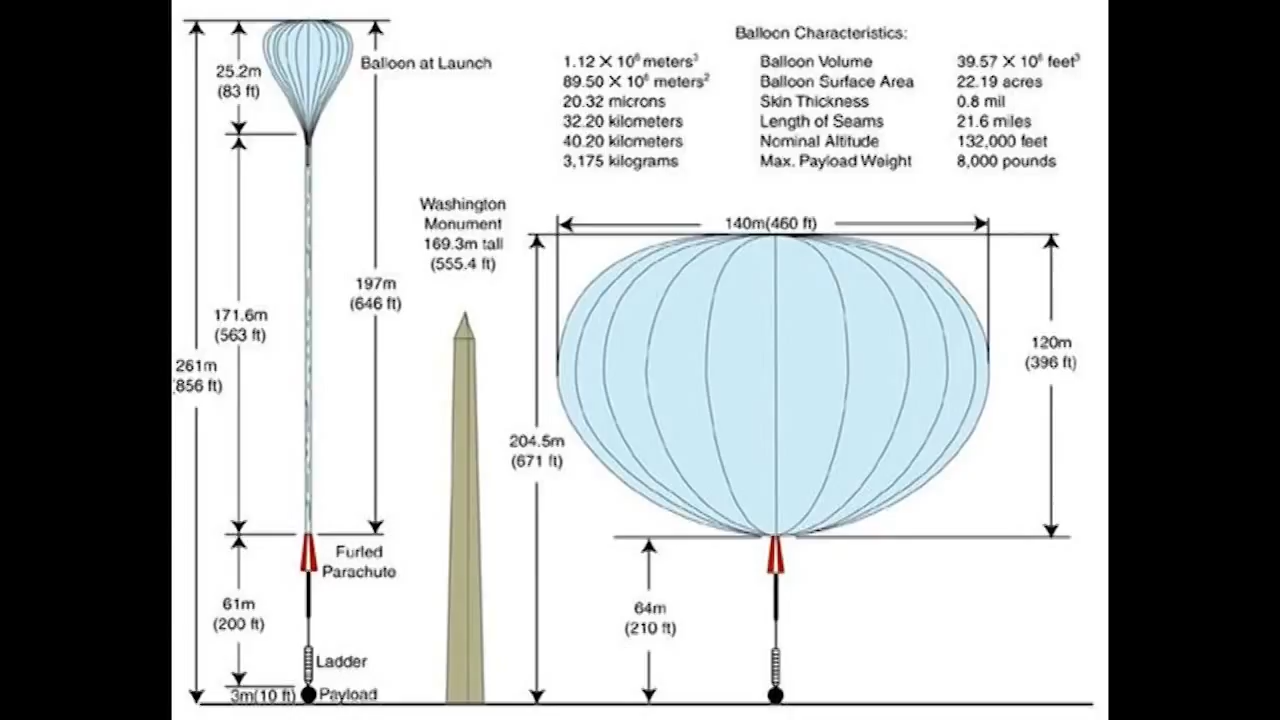 Balloon Characteristics:
1.12 X 10⁶ meters³ Balloon Volume 39.57 X 10⁶ feet³
89.50 X 10⁶ meters² Balloon Surface Area 22.19 acres
20.32 microns Skin Thickness 0.8 mil
32.20 kilometers Length of Seams 21.6 miles
40.20 kilometers Nominal Altitude 132,000 feet
3,175 kilograms Max. Payload Weight 8,000 pounds
25.2m
(83 ft)
Balloon at Launch
171.6m
(563 ft)
197m
(646 ft)
261m
(856 ft)
Furled
Parachute
61m
(200 ft)
Ladder
3m(10 ft)
Payload
Washington
Monument
169.3m tall
(555.4 ft)
140m(460 ft)
120m
(396 ft)
204.5m
(671 ft)
64m
(210 ft)